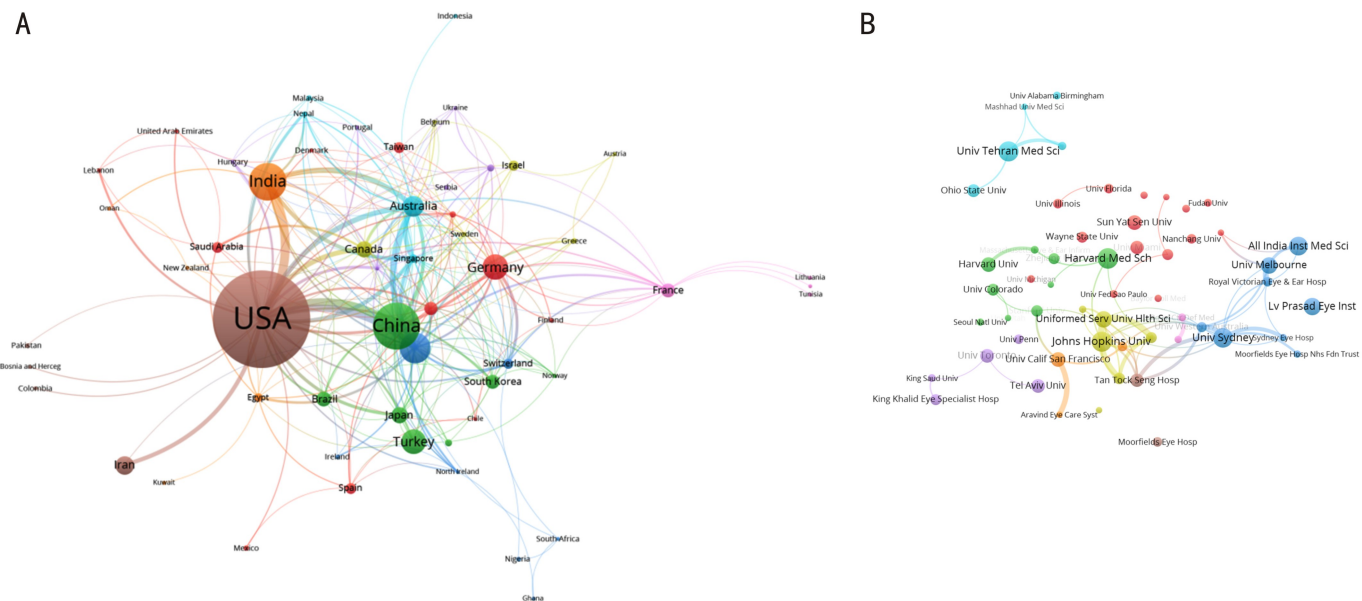 A
B
Indonesia
Malaysia
Nepal
Ukraine
Portugal
Belgium
United Arab Emirates
Denmark
Taiwan
Lebanon
Hungary
Israel
Austria
India
Serbia
Oman
Australia
Sweden
Saudi Arabia
Canada
Greece
New Zealand
Singapore
Germany
Lithuania
France
Tunisia
USA
China
Finland
Pakistan
Bosnia and Herceg
Switzerland
Norway
Colombia
South Korea
Egypt
Brazil
Japan
Chile
Turkey
Ireland
Iran
North Ireland
Kuwait
Spain
Mexico
South Africa
Nigeria
Ghana
Univ Alabama Birmingham
Mashhad Univ Med Sci
Univ Tehran Med Sci
Ohio State Univ
Univ Florida
Univ Illinois
Fudan Univ
Sun Yat Sen Univ
Wayne State Univ
Nanchang Univ
All India Inst Med Sci
Harvard Med Sch
Harvard Univ
Univ Melbourne
Univ Michigan
Royal Victorian Eye & Ear Hosp
Univ Colorado
Univ Fed Sao Paulo
Lv Prasad Eye Inst
Seoul Natl Univ
Uniformed Serv Univ Hlth Sci
Univ Penn
Johns Hopkins Univ
Univ Sydney
Sydney Eye Hosp
Univ Toronto
Univ Calif San Francisco
Moorfields Eye Hosp Nhs Fdn Trust
King Saud Univ
Tel Aviv Univ
Tan Tock Seng Hosp
King Khalid Eye Specialist Hosp
Aravind Eye Care Syst
Moorfields Eye Hosp